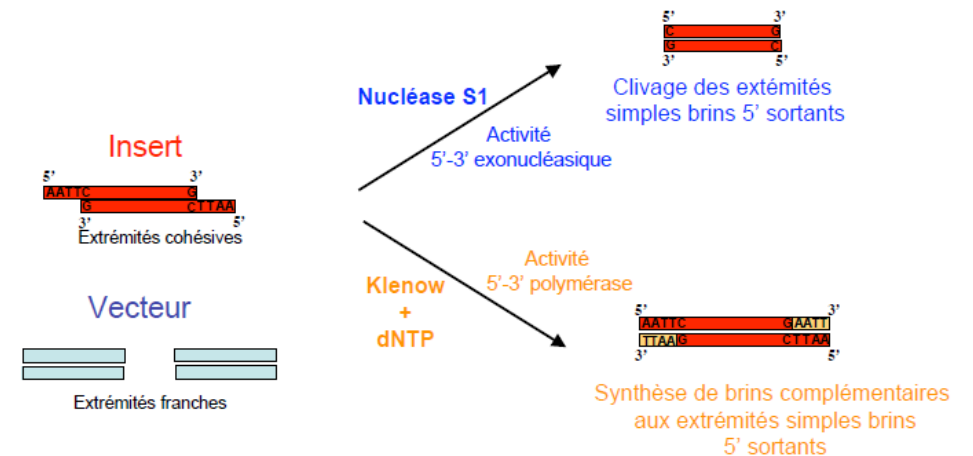 Insert
5’ 3’
AATTC G
G CTTAA
3’ 5’
Extrémités cohésives
Vecteur
Extrémités franches
Nucléase S1
Activité
5’-3’ exonucléasique
5’ 3’
C G
G C
3’ 5’
Clivage des extémités
simples brins 5’ sortants
Klenow
+
dNTP
Activité
5’-3’ polymérase
5’ 3’
AATTC GAATT
TTAAG CTTAA
3’ 5’
Synthèse de brins complémentaires
aux extrémités simples brins
5’ sortants